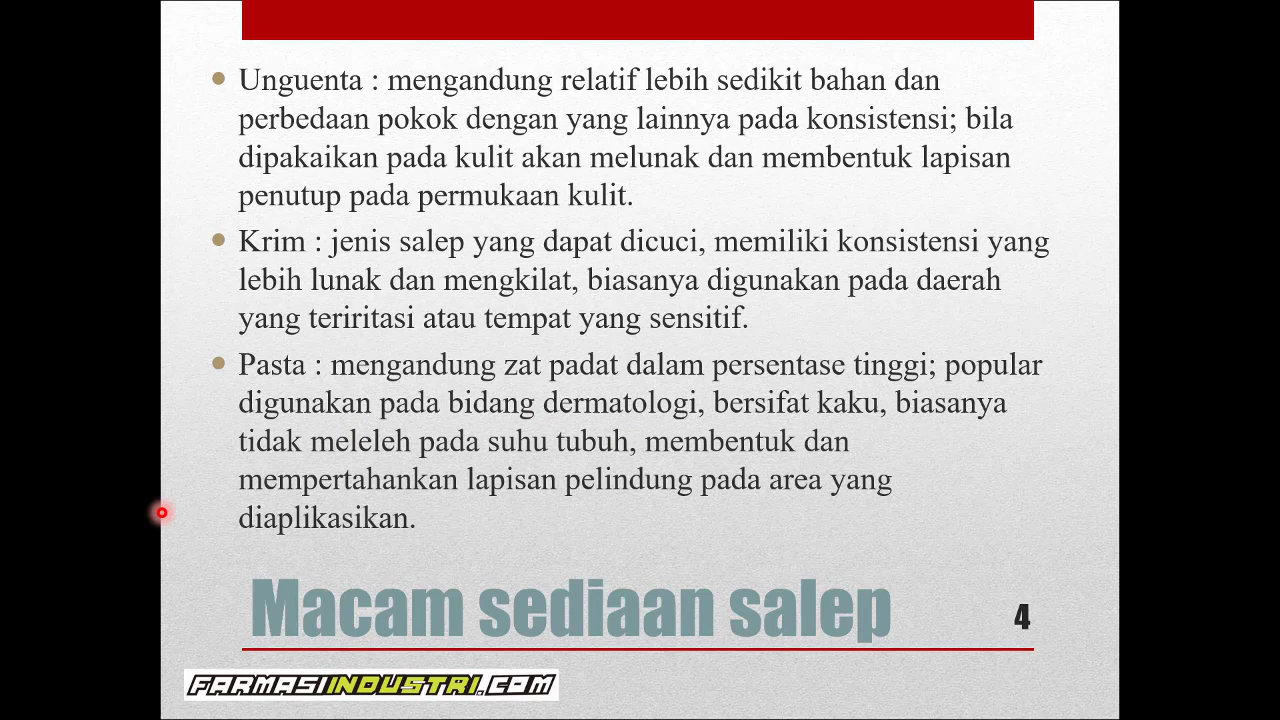 Unguenta : mengandung relatif lebih sedikit bahan dan
perbedaan pokok dengan yang lainnya pada konsistensi; bila
dipakaikan pada kulit akan melunak dan membentuk lapisan
penutup pada permukaan kulit.
Krim : jenis salep yang dapat dicuci, memiliki konsistensi yang
lebih lunak dan mengkilat, biasanya digunakan pada daerah
yang teriritasi atau tempat yang sensitif.
Pasta : mengandung zat padat dalam persentase tinggi; popular
digunakan pada bidang dermatologi, bersifat kaku, biasanya
tidak meleleh pada suhu tubuh, membentuk dan
mempertahankan lapisan pelindung pada area yang
diaplikasikan.
Macam sediaan salep
4
FARMASIINDUSTRI.COM